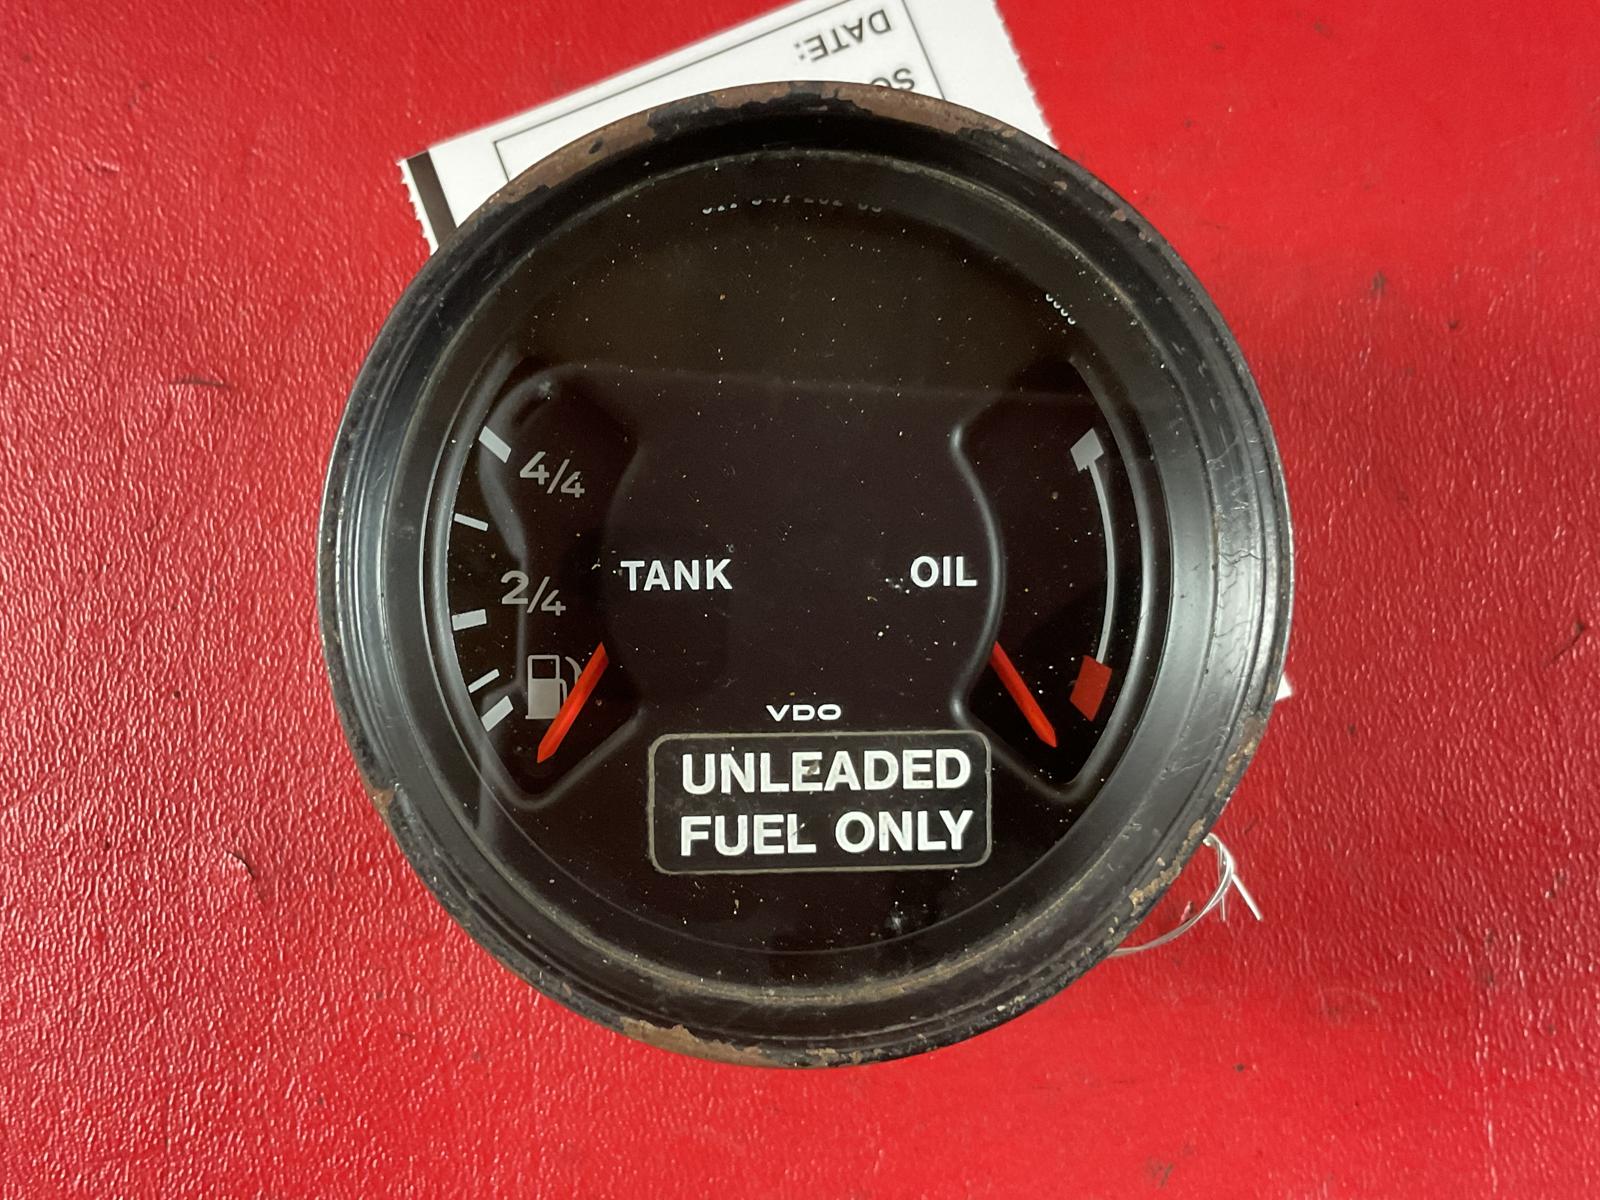 DATE:
4/4
2/4
TANK
OIL
VDO
UNLEADED
FUEL ONLY